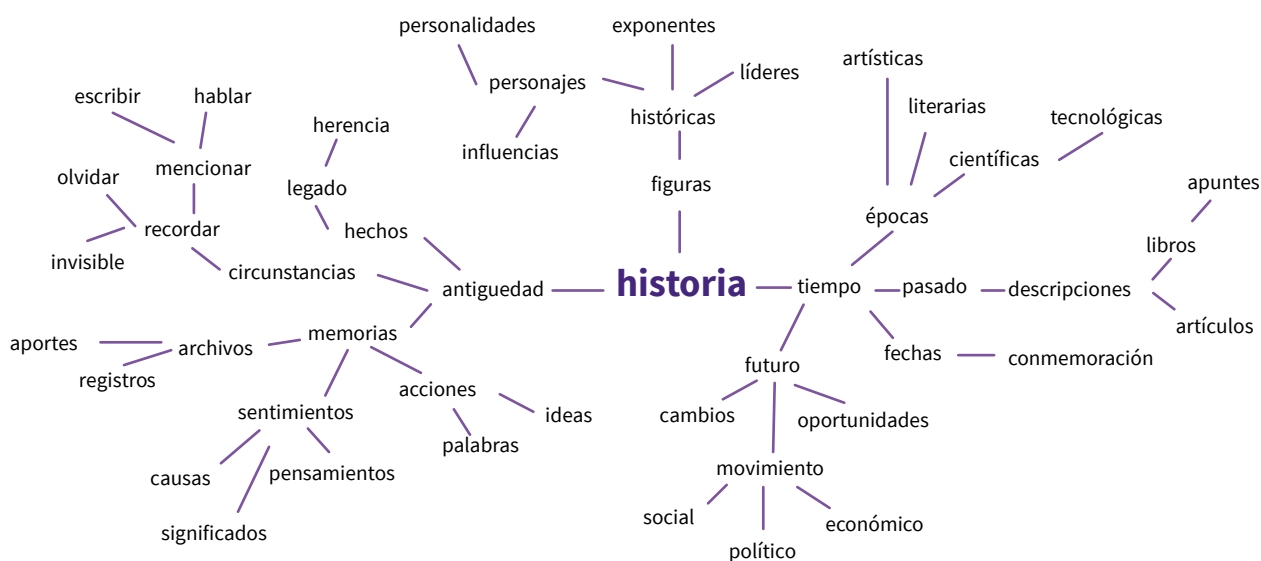 personalidades
exponentes
artísticas
personajes
líderes
escribir
hablar
literarias
históricas
tecnológicas
herencia
influencias
científicas
mencionar
olvidar
legado
figuras
apuntes
épocas
recordar
hechos
libros
invisible
circunstancias
antiguedad
historia
tiempo
pasado
descripciones
artículos
memorias
aportes
archivos
fechas
conmemoración
registros
futuro
acciones
sentimientos
ideas
cambios
oportunidades
palabras
causas
pensamientos
movimiento
significados
social
económico
político